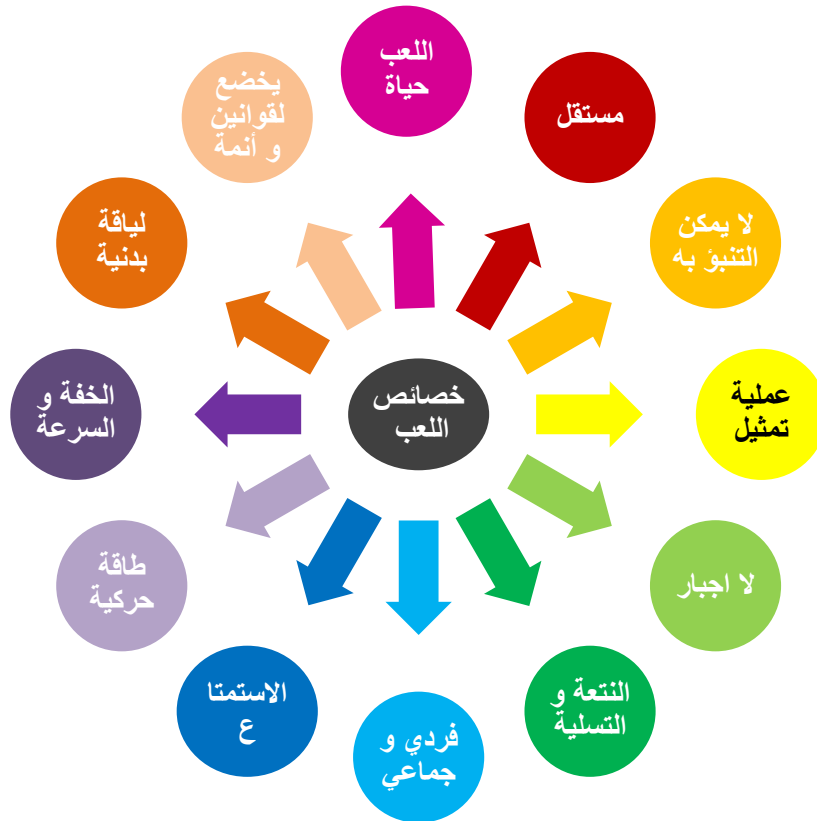 خصائص
اللعب
اللعب
حياة
مستقل
لا يمكن
التنبؤ به
عملية
تمثيل
لا اجبار
النتعة و
التسلية
فردي و
جماعي
الاستمتا
ع
طاقة
حركية
الخفة و
السرعة
لياقة
بدنية
يخضع
لقوانين
و أنمة